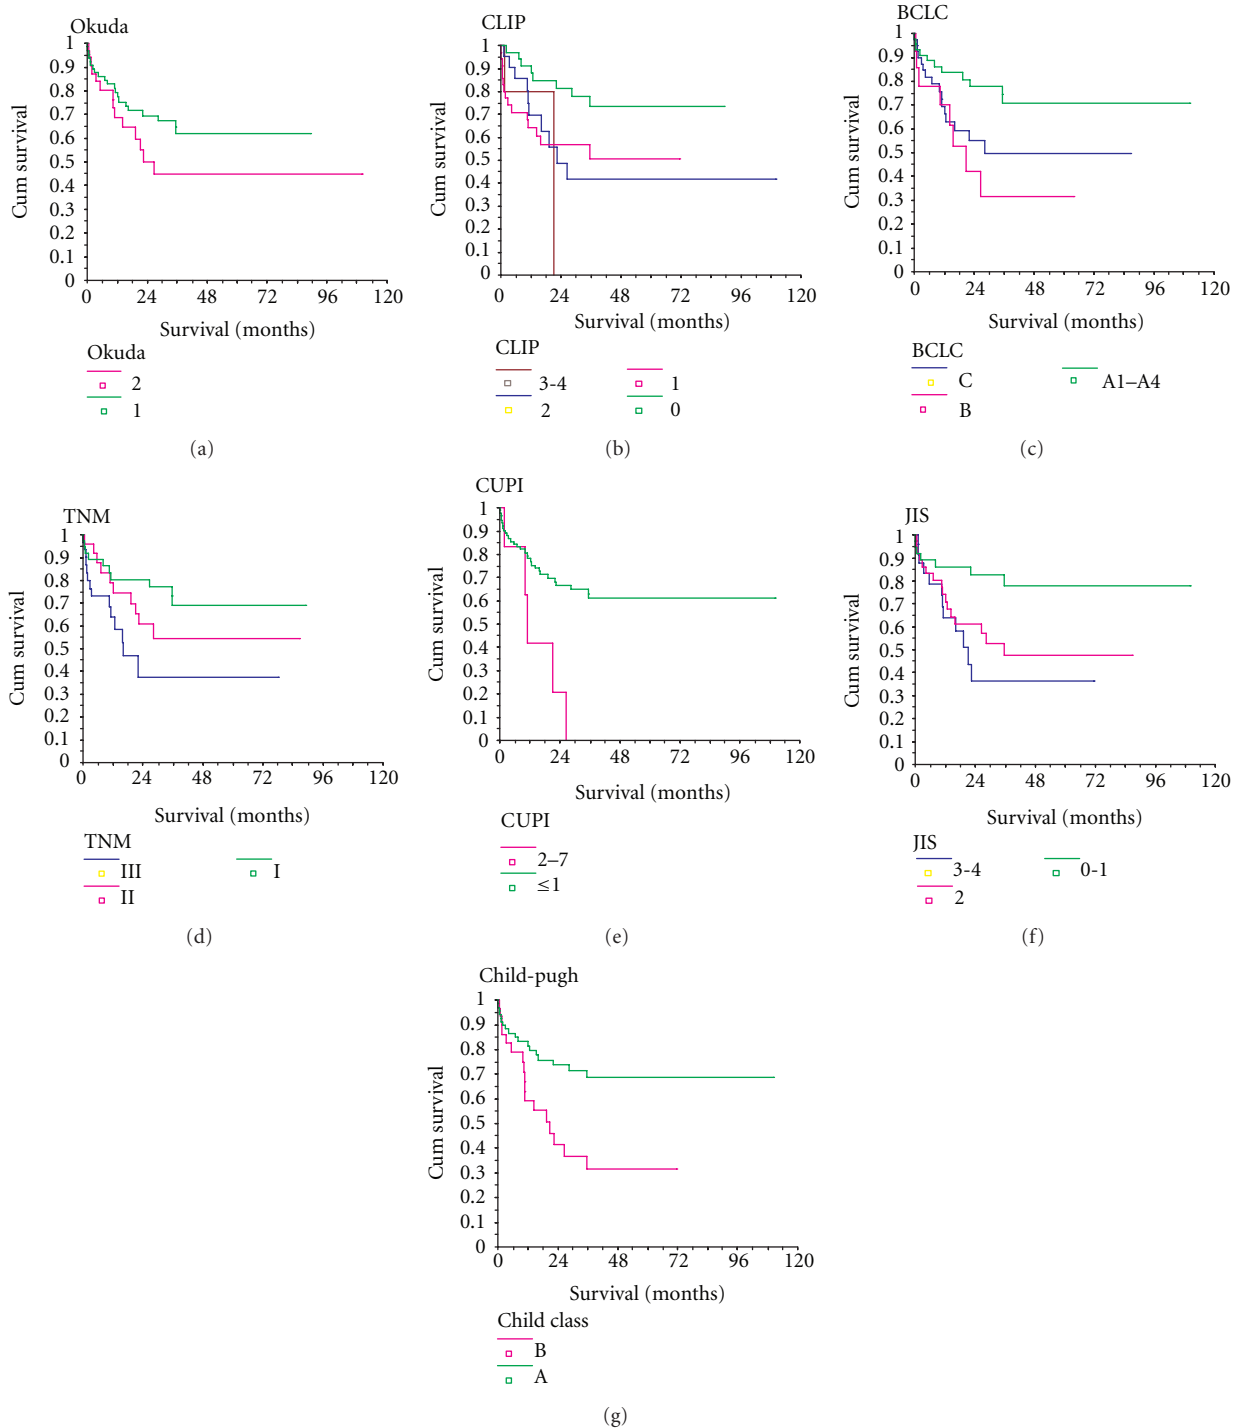 Okuda
1
0.9
0.8
0.7
0.6
0.5
0.4
0.3
0.2
0.1
0
Cum survival
0 24 48 72 96 120
Survival (months)
Okuda
2
1
(a)
CLIP
1
0.9
0.8
0.7
0.6
0.5
0.4
0.3
0.2
0.1
0
Cum survival
0 24 48 72 96 120
Survival (months)
CLIP
3-4 1
2 0
(b)
BCLC
1
0.9
0.8
0.7
0.6
0.5
0.4
0.3
0.2
0.1
0
Cum survival
0 24 48 72 96 120
Survival (months)
BCLC
C A1–A4
B
(c)
TNM
1
0.9
0.8
0.7
0.6
0.5
0.4
0.3
0.2
0.1
0
Cum survival
0 24 48 72 96 120
Survival (months)
TNM
III I
II
(d)
CUPI
1
0.9
0.8
0.7
0.6
0.5
0.4
0.3
0.2
0.1
0
Cum survival
0 24 48 72 96 120
Survival (months)
CUPI
2–7
≤1
(e)
JIS
1
0.9
0.8
0.7
0.6
0.5
0.4
0.3
0.2
0.1
0
Cum survival
0 24 48 72 96 120
Survival (months)
JIS
3-4 0-1
2
(f)
Child-pugh
1
0.9
0.8
0.7
0.6
0.5
0.4
0.3
0.2
0.1
0
Cum survival
0 24 48 72 96 120
Survival (months)
Child class
B
A
(g)